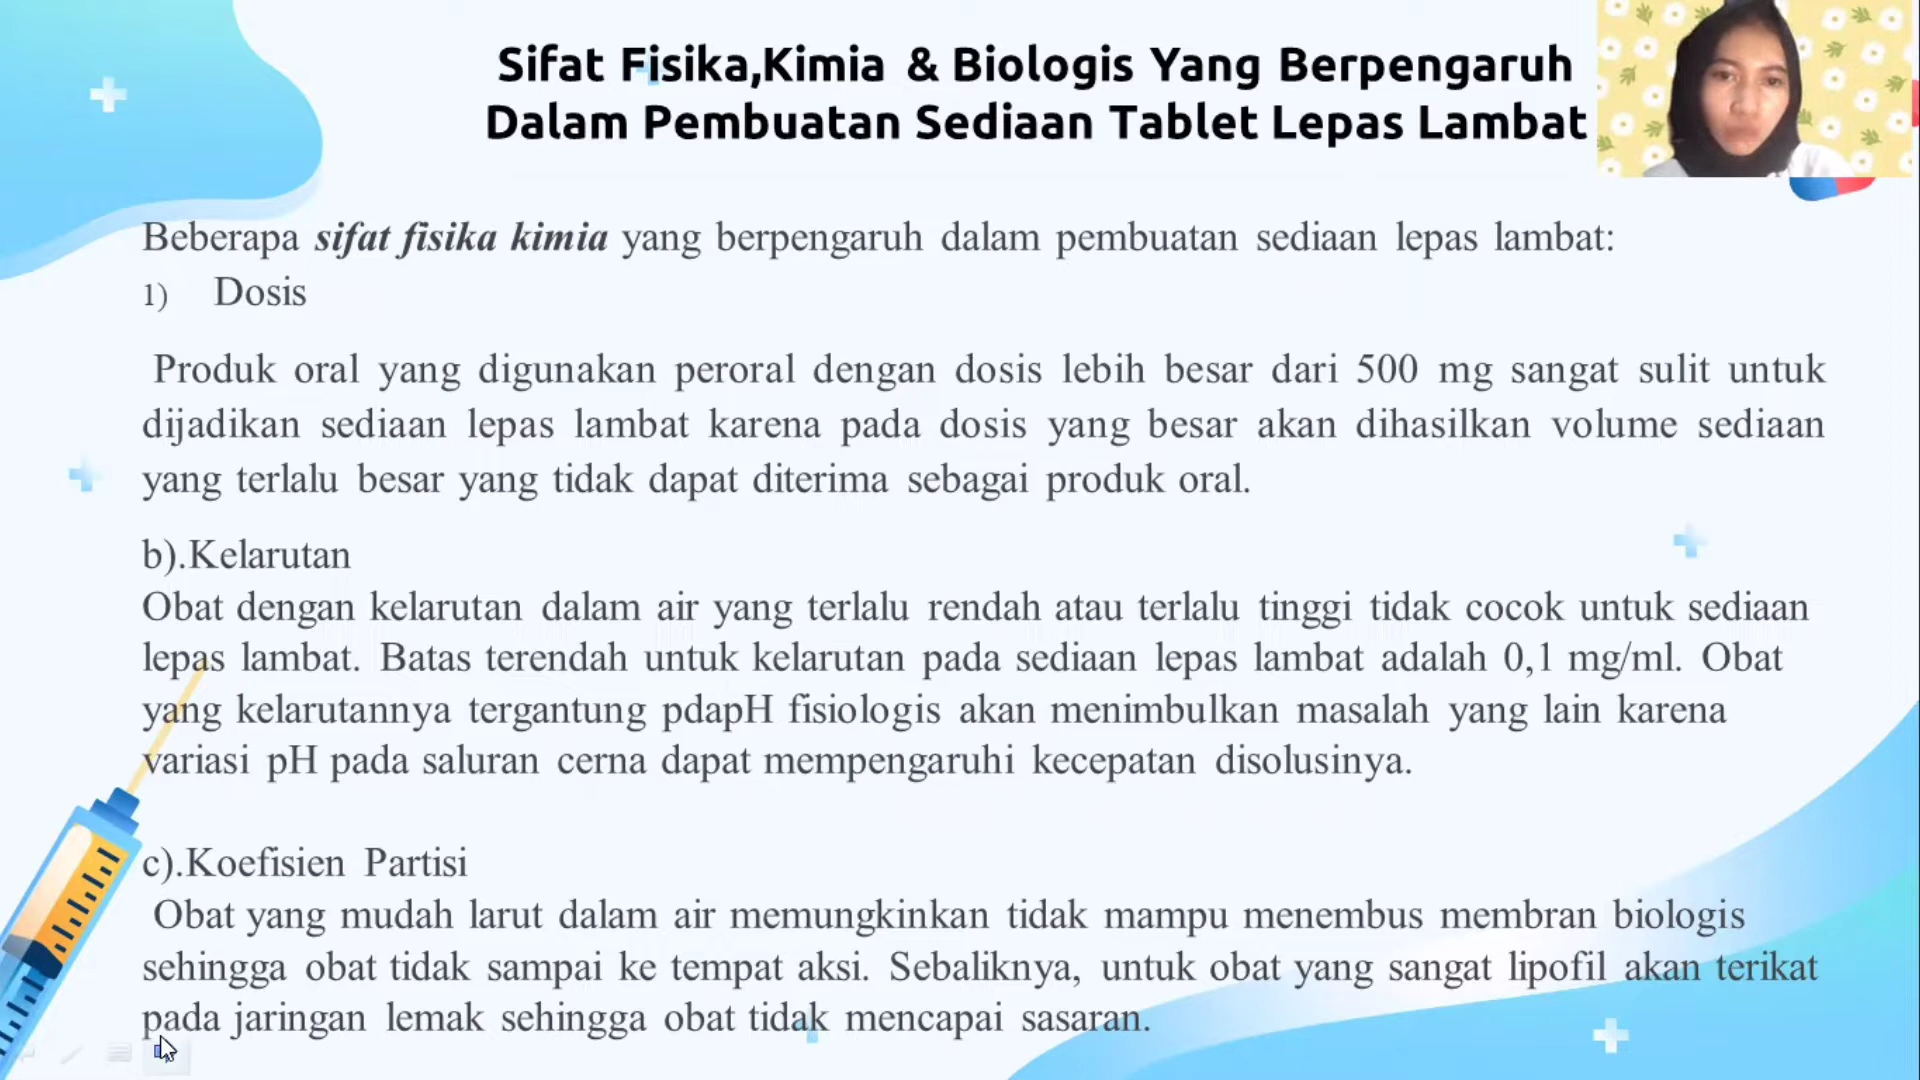 Sifat Fisika,Kimia & Biologis Yang Berpengaruh
Dalam Pembuatan Sediaan Tablet Lepas Lambat
Beberapa sifat fisika kimia yang berpengaruh dalam pembuatan sediaan lepas lambat:
1) Dosis
Produk oral yang digunakan peroral dengan dosis lebih besar dari 500 mg sangat sulit untuk
dijadikan sediaan lepas lambat karena pada dosis yang besar akan dihasilkan volume sediaan
yang terlalu besar yang tidak dapat diterima sebagai produk oral.
b).Kelarutan
Obat dengan kelarutan dalam air yang terlalu rendah atau terlalu tinggi tidak cocok untuk sediaan
lepas lambat. Batas terendah untuk kelarutan pada sediaan lepas lambat adalah 0,1 mg/ml. Obat
yang kelarutannya tergantung pdapH fisiologis akan menimbulkan masalah yang lain karena
variasi pH pada saluran cerna dapat mempengaruhi kecepatan disolusinya.
c).Koefisien Partisi
Obat yang mudah larut dalam air memungkinkan tidak mampu menembus membran biologis
sehingga obat tidak sampai ke tempat aksi. Sebaliknya, untuk obat yang sangat lipofil akan terikat
pada jaringan lemak sehingga obat tidak mencapai sasaran.